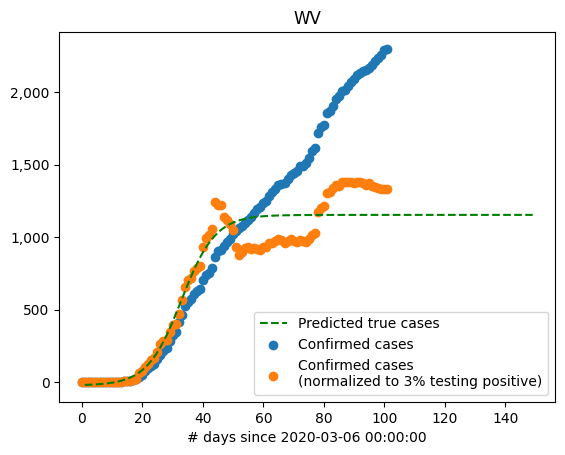 WV
2,000
1,500
1,000
500
0
Predicted true cases
Confirmed cases
Confirmed cases
(normalized to 3% testing positive)
0 20 40 60 80 100 120 140
# days since 2020-03-06 00:00:00